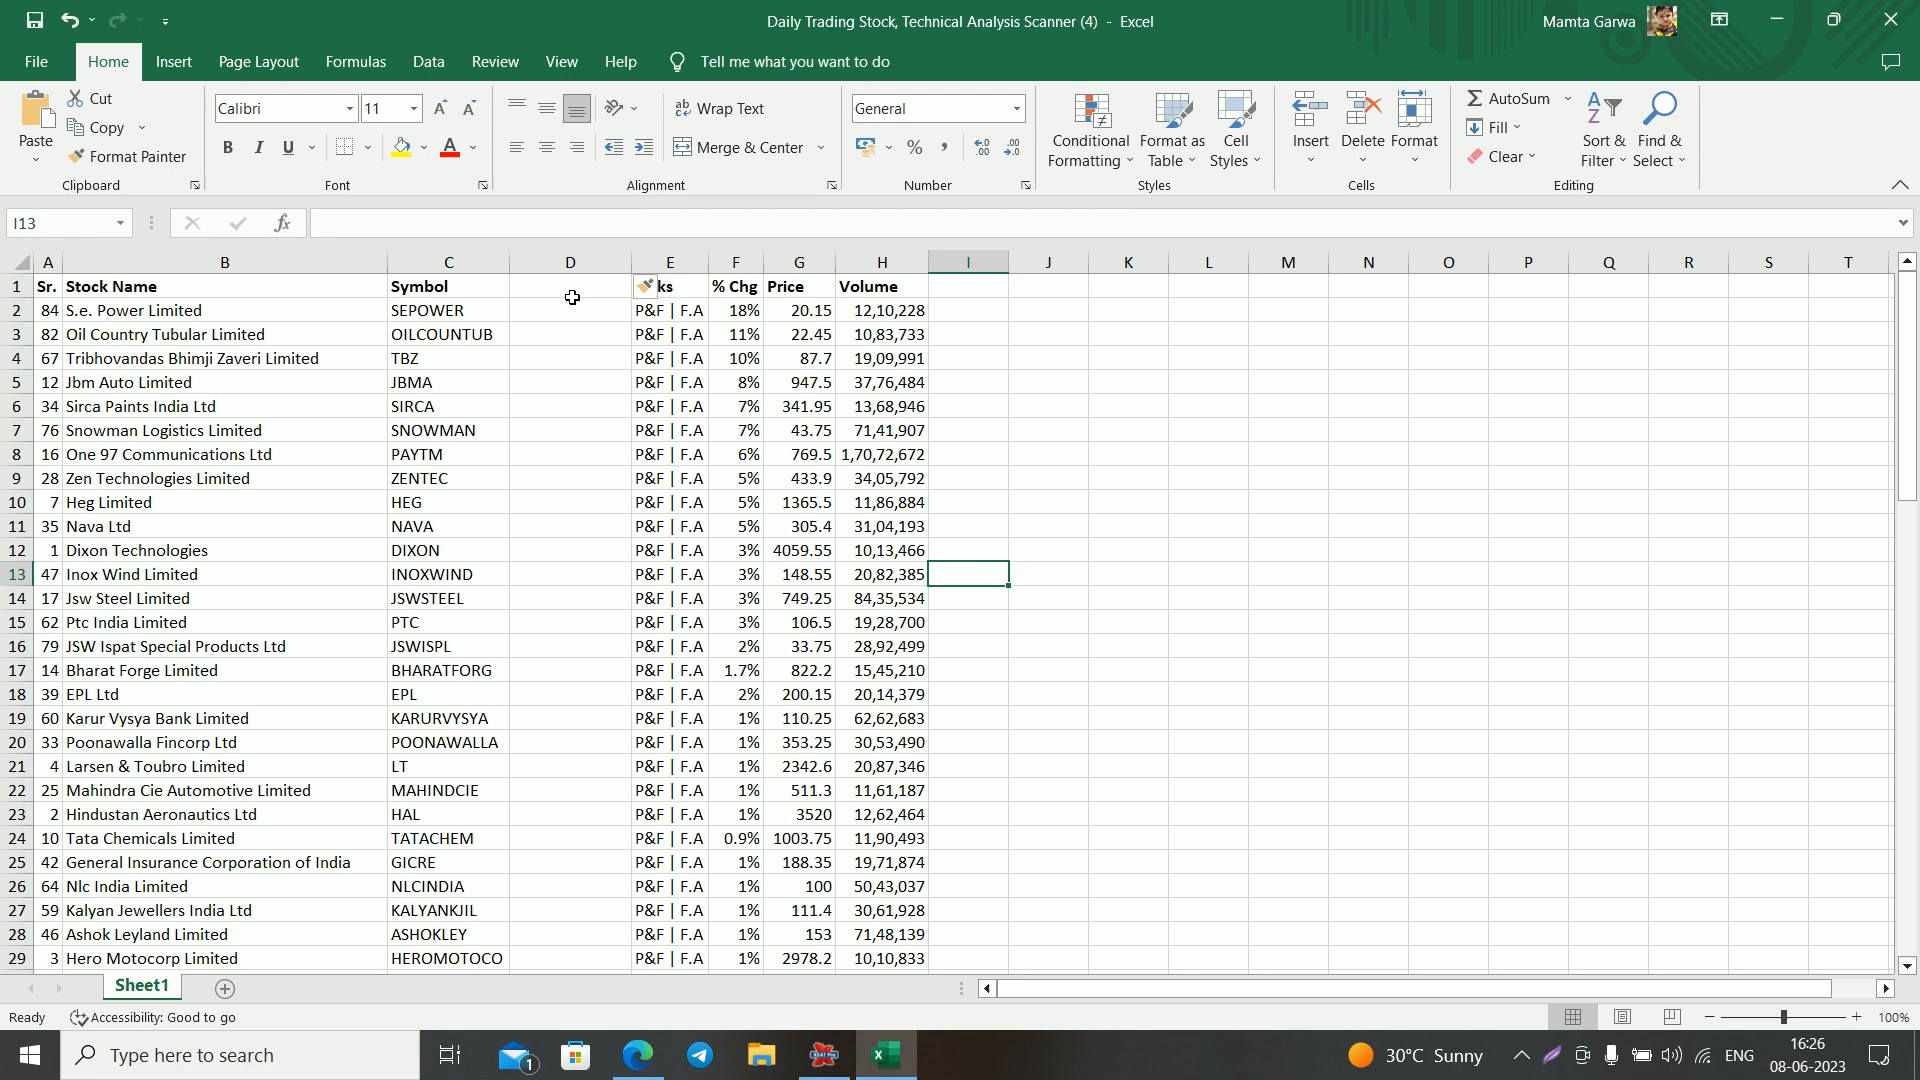 Daily Trading Stock, Technical Analysis Scanner (4) - Excel
Mamta Garwa
File Home Insert Page Layout Formulas Data Review View Help Tell me what you want to do
Paste
Cut
Copy
Format Painter
Clipboard
Calibri 11
B I U
Font
Wrap Text
Merge & Center
Alignment
General
Number
Conditional Formatting
Format as Table
Cell Styles
Styles
Insert Delete Format
Cells
AutoSum
Fill
Clear
Sort & Filter
Find & Select
Editing
I13 fx
A B C D E F G H I J K L M N O P Q R S T
1 Sr. Stock Name Symbol ks % Chg Price Volume
2 84 S.e. Power Limited SEPOWER P&F | F.A 18% 20.15 12,10,228
3 82 Oil Country Tubular Limited OILCOUNTUB P&F | F.A 11% 22.45 10,83,733
4 67 Tribhovandas Bhimji Zaveri Limited TBZ P&F | F.A 10% 87.7 19,09,991
5 12 Jbm Auto Limited JBMA P&F | F.A 8% 947.5 37,76,484
6 34 Sirca Paints India Ltd SIRCA P&F | F.A 7% 341.95 13,68,946
7 76 Snowman Logistics Limited SNOWMAN P&F | F.A 7% 43.75 71,41,907
8 16 One 97 Communications Ltd PAYTM P&F | F.A 6% 769.5 1,70,72,672
9 28 Zen Technologies Limited ZENTEC P&F | F.A 5% 433.9 34,05,792
10 7 Heg Limited HEG P&F | F.A 5% 1365.5 11,86,884
11 35 Nava Ltd NAVA P&F | F.A 5% 305.4 31,04,193
12 1 Dixon Technologies DIXON P&F | F.A 3% 4059.55 10,13,466
13 47 Inox Wind Limited INOXWIND P&F | F.A 3% 148.55 20,82,385
14 17 Jsw Steel Limited JSWSTEEL P&F | F.A 3% 749.25 84,35,534
15 62 Ptc India Limited PTC P&F | F.A 3% 106.5 19,28,700
16 79 JSW Ispat Special Products Ltd JSWISPL P&F | F.A 2% 33.75 28,92,499
17 14 Bharat Forge Limited BHARATFORG P&F | F.A 1.7% 822.2 15,45,210
18 39 EPL Ltd EPL P&F | F.A 2% 200.15 20,14,379
19 60 Karur Vysya Bank Limited KARURVYSYA P&F | F.A 1% 110.25 62,62,683
20 33 Poonawalla Fincorp Ltd POONAWALLA P&F | F.A 1% 353.25 30,53,490
21 4 Larsen & Toubro Limited LT P&F | F.A 1% 2342.6 20,87,346
22 25 Mahindra Cie Automotive Limited MAHINDCIE P&F | F.A 1% 511.3 11,61,187
23 2 Hindustan Aeronautics Ltd HAL P&F | F.A 1% 3520 12,62,464
24 10 Tata Chemicals Limited TATACHEM P&F | F.A 0.9% 1003.75 11,90,493
25 42 General Insurance Corporation of India GICRE P&F | F.A 1% 188.35 19,71,874
26 64 Nlc India Limited NLCINDIA P&F | F.A 1% 100 50,43,037
27 59 Kalyan Jewellers India Ltd KALYANKJIL P&F | F.A 1% 111.4 30,61,928
28 46 Ashok Leyland Limited ASHOKLEY P&F | F.A 1% 153 71,48,139
29 3 Hero Motocorp Limited HEROMOTOCO P&F | F.A 1% 2978.2 10,10,833
Sheet1
Ready Accessibility: Good to go 100%
Type here to search 1 30°C Sunny ENG 16:26
08-06-2023